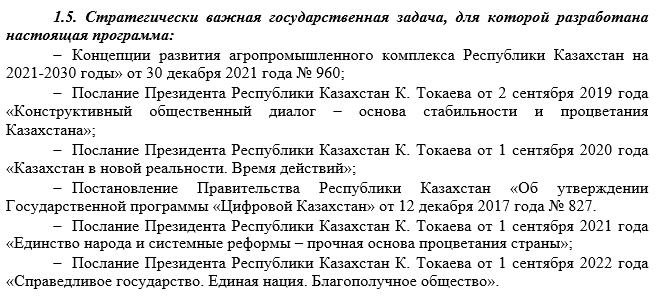 1.5. Стратегически важная государственная задача, для которой разработана
настоящая программа:
– Концепции развития агропромышленного комплекса Республики Казахстан на
2021-2030 годы» от 30 декабря 2021 года № 960;
– Послание Президента Республики Казахстан К. Токаева от 2 сентября 2019 года
«Конструктивный общественный диалог – основа стабильности и процветания
Казахстана»;
– Послание Президента Республики Казахстан К. Токаева от 1 сентября 2020 года
«Казахстан в новой реальности. Время действий»;
– Постановление Правительства Республики Казахстан «Об утверждении
Государственной программы «Цифровой Казахстан» от 12 декабря 2017 года № 827.
– Послание Президента Республики Казахстан К. Токаева от 1 сентября 2021 года
«Единство народа и системные реформы – прочная основа процветания страны»;
– Послание Президента Республики Казахстан К. Токаева от 1 сентября 2022 года
«Справедливое государство. Единая нация. Благополучное общество».